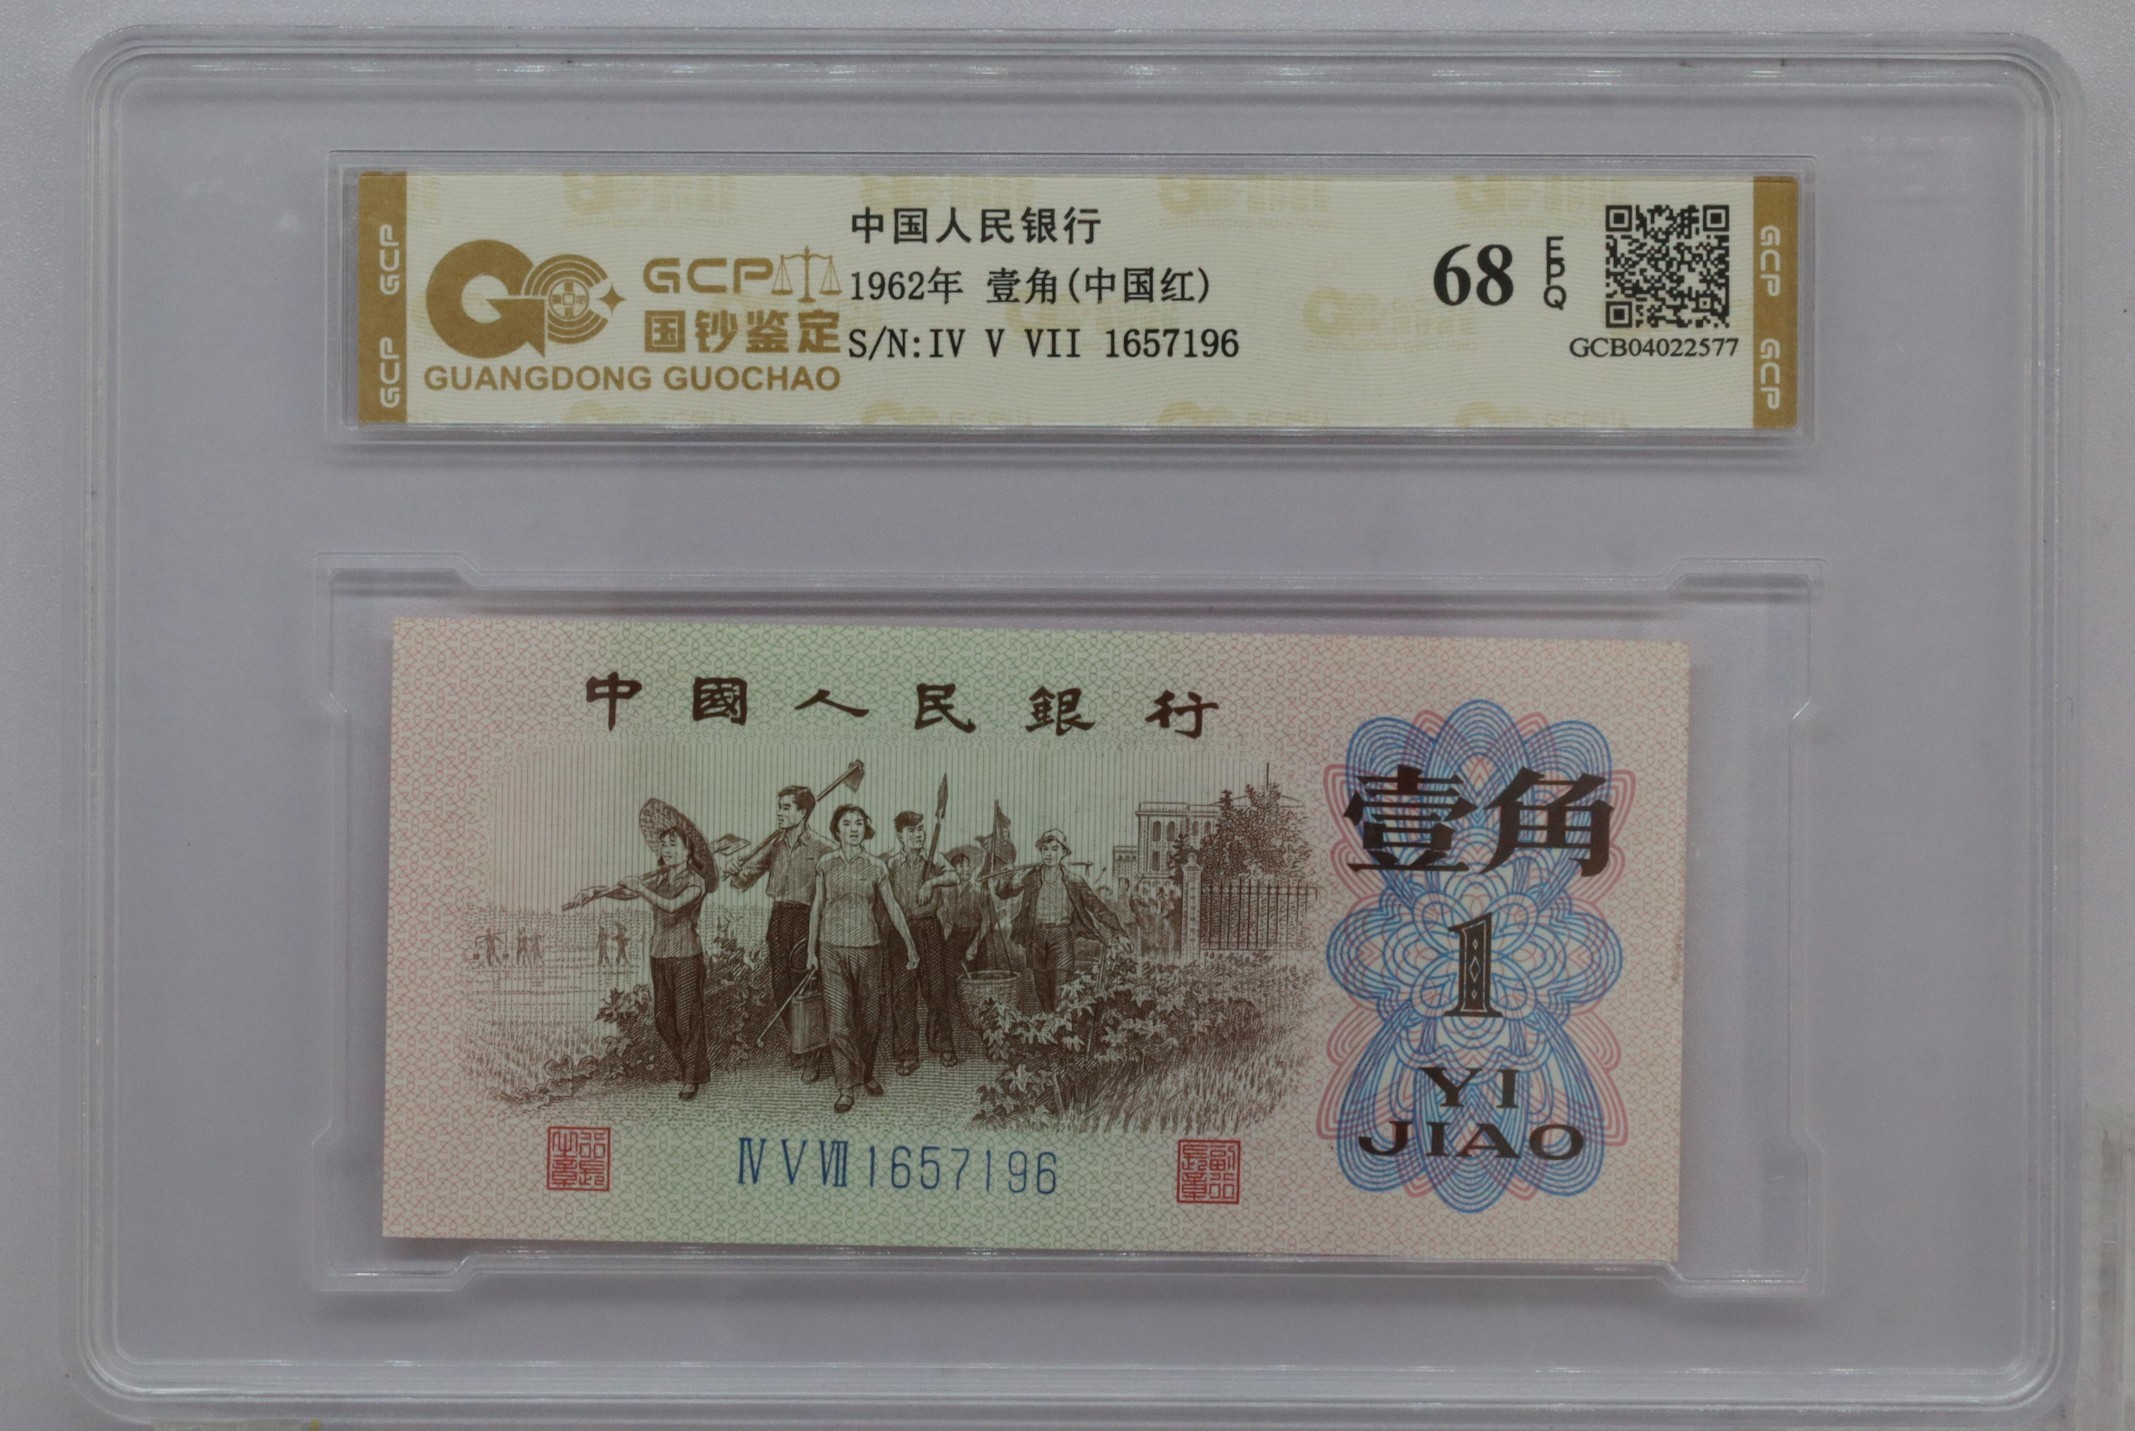 GCP GCP
GCP
国钞鉴定
GUANGDONG GUOCHAO
中国人民银行
1962年 壹角(中国红)
S/N:IV V VII 1657196
68 EPQ
GCB04022577
GCP GCP
中國人民銀行
壹角
1
YI
JIAO
IV V VII 1657196